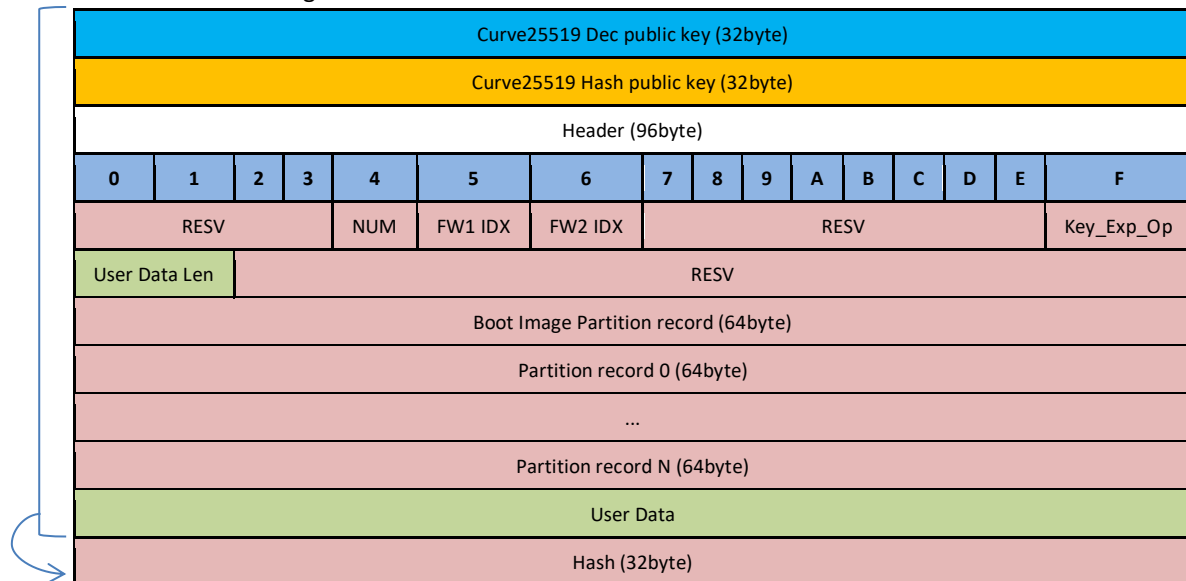 Curve25519 Dec public key (32byte)
Curve25519 Hash public key (32byte)
Header (96byte)
0 1 2 3 4 5 6 7 8 9 A B C D E F
RESV NUM FW1 IDX FW2 IDX RESV Key_Exp_Op
User Data Len RESV
Boot Image Partition record (64byte)
Partition record 0 (64byte)
...
Partition record N (64byte)
User Data
Hash (32byte)